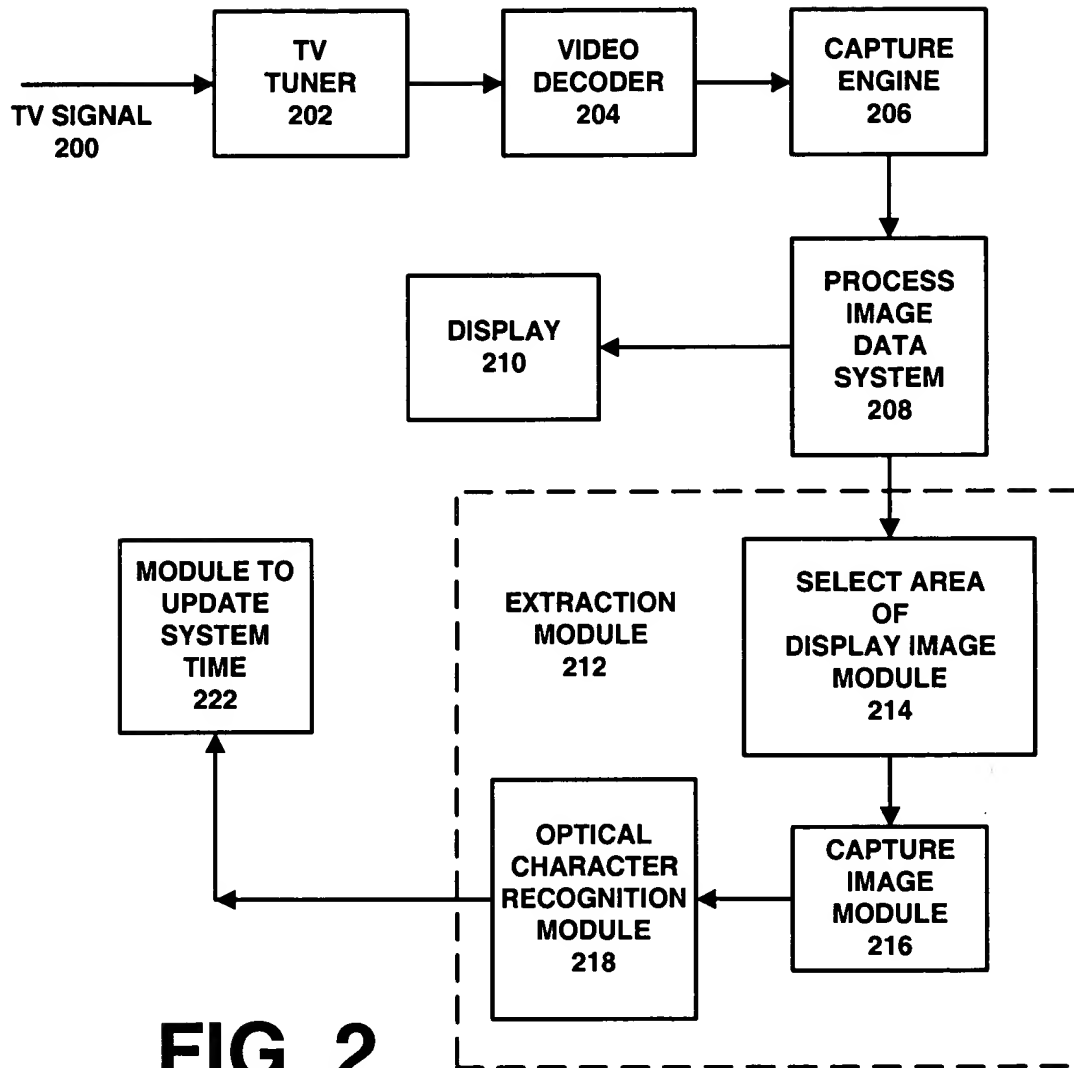 TV SIGNAL
200
TV
TUNER
202
VIDEO
DECODER
204
CAPTURE
ENGINE
206
PROCESS
IMAGE
DATA
SYSTEM
208
DISPLAY
210
EXTRACTION
MODULE
212
SELECT AREA
OF
DISPLAY IMAGE
MODULE
214
CAPTURE
IMAGE
MODULE
216
OPTICAL
CHARACTER
RECOGNITION
MODULE
218
MODULE TO
UPDATE
SYSTEM
TIME
222
FIG. 2